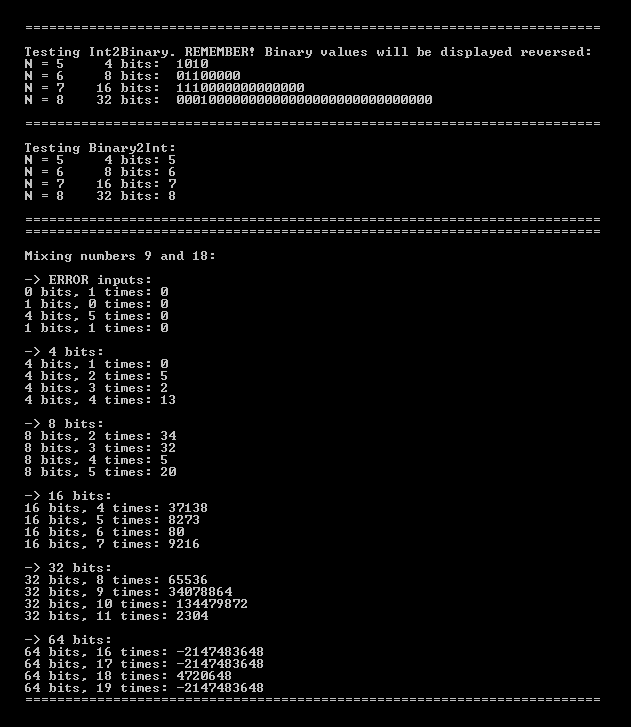 ========================================================================
Testing Int2Binary. REMEMBER! Binary values will be displayed reversed:
N = 5     4 bits:  1010
N = 6     8 bits:  01100000
N = 7    16 bits:  1110000000000000
N = 8    32 bits:  00010000000000000000000000000000
========================================================================
Testing Binary2Int:
N = 5     4 bits: 5
N = 6     8 bits: 6
N = 7    16 bits: 7
N = 8    32 bits: 8
========================================================================
========================================================================
Mixing numbers 9 and 18:
-> ERROR inputs:
0 bits, 1 times: 0
1 bits, 0 times: 0
4 bits, 5 times: 0
1 bits, 1 times: 0
-> 4 bits:
4 bits, 1 times: 0
4 bits, 2 times: 5
4 bits, 3 times: 2
4 bits, 4 times: 13
-> 8 bits:
8 bits, 2 times: 34
8 bits, 3 times: 32
8 bits, 4 times: 5
8 bits, 5 times: 20
-> 16 bits:
16 bits, 4 times: 37138
16 bits, 5 times: 8273
16 bits, 6 times: 80
16 bits, 7 times: 9216
-> 32 bits:
32 bits, 8 times: 65536
32 bits, 9 times: 34078864
32 bits, 10 times: 134479872
32 bits, 11 times: 2304
-> 64 bits:
64 bits, 16 times: -2147483648
64 bits, 17 times: -2147483648
64 bits, 18 times: 4720648
64 bits, 19 times: -2147483648
========================================================================